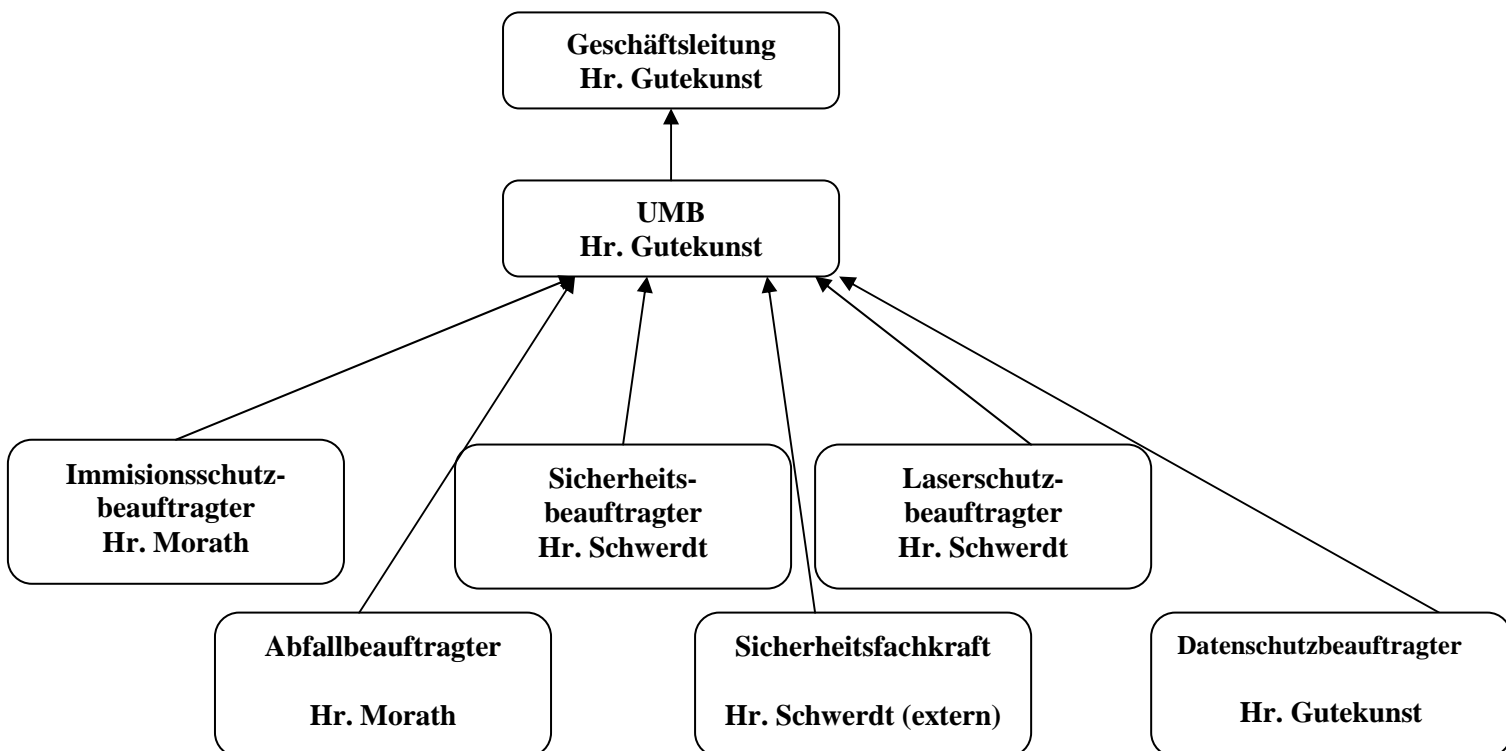 Geschäftsleitung
Hr. Gutekunst
UMB
Hr. Gutekunst
Immisionsschutz-
beauftragter
Hr. Morath
Sicherheits-
beauftragter
Hr. Schwerdt
Laserschutz-
beauftragter
Hr. Schwerdt
Abfallbeauftragter
Hr. Morath
Sicherheitsfachkraft
Hr. Schwerdt (extern)
Datenschutzbeauftragter
Hr. Gutekunst